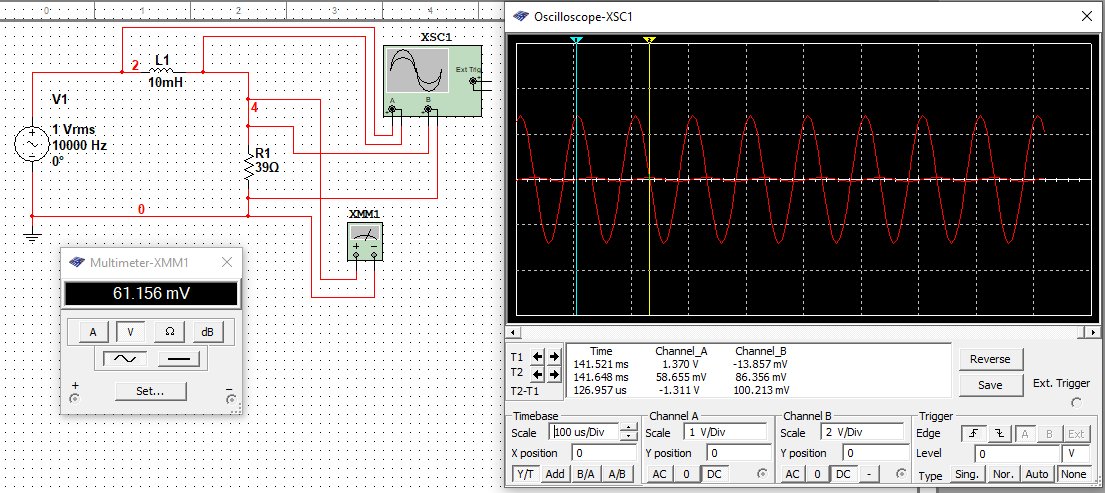 0 1 2 3 4
Oscilloscope-XSC1
XSC1
Ext Trig
A B
L1
2
10mH
V1
4
1 Vrms
10000 Hz
0°
R1
39Ω
0
XMM1
Multimeter-XMM1
61.156 mV
A V Ω dB
+ Set... −
1 2
T1
T2
T2-T1
Time Channel_A Channel_B
141.521 ms 1.370 V -13.857 mV
141.648 ms 58.655 mV 86.356 mV
126.957 us -1.311 V 100.213 mV
Reverse
Save
Ext. Trigger
Timebase
Scale 100 us/Div
X position 0
Y/T Add B/A A/B
Channel A
Scale 1 V/Div
Y position 0
AC 0 DC
Channel B
Scale 2 V/Div
Y position 0
AC 0 DC -
Trigger
Edge A B Ext
Level 0 V
Type Sing. Nor. Auto None